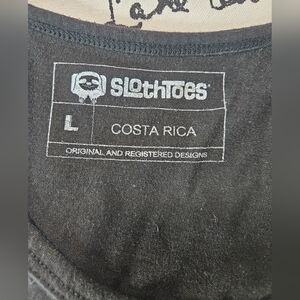 SLOTHTOES
L
COSTA RICA
ORIGINAL AND REGISTERED DESIGNS